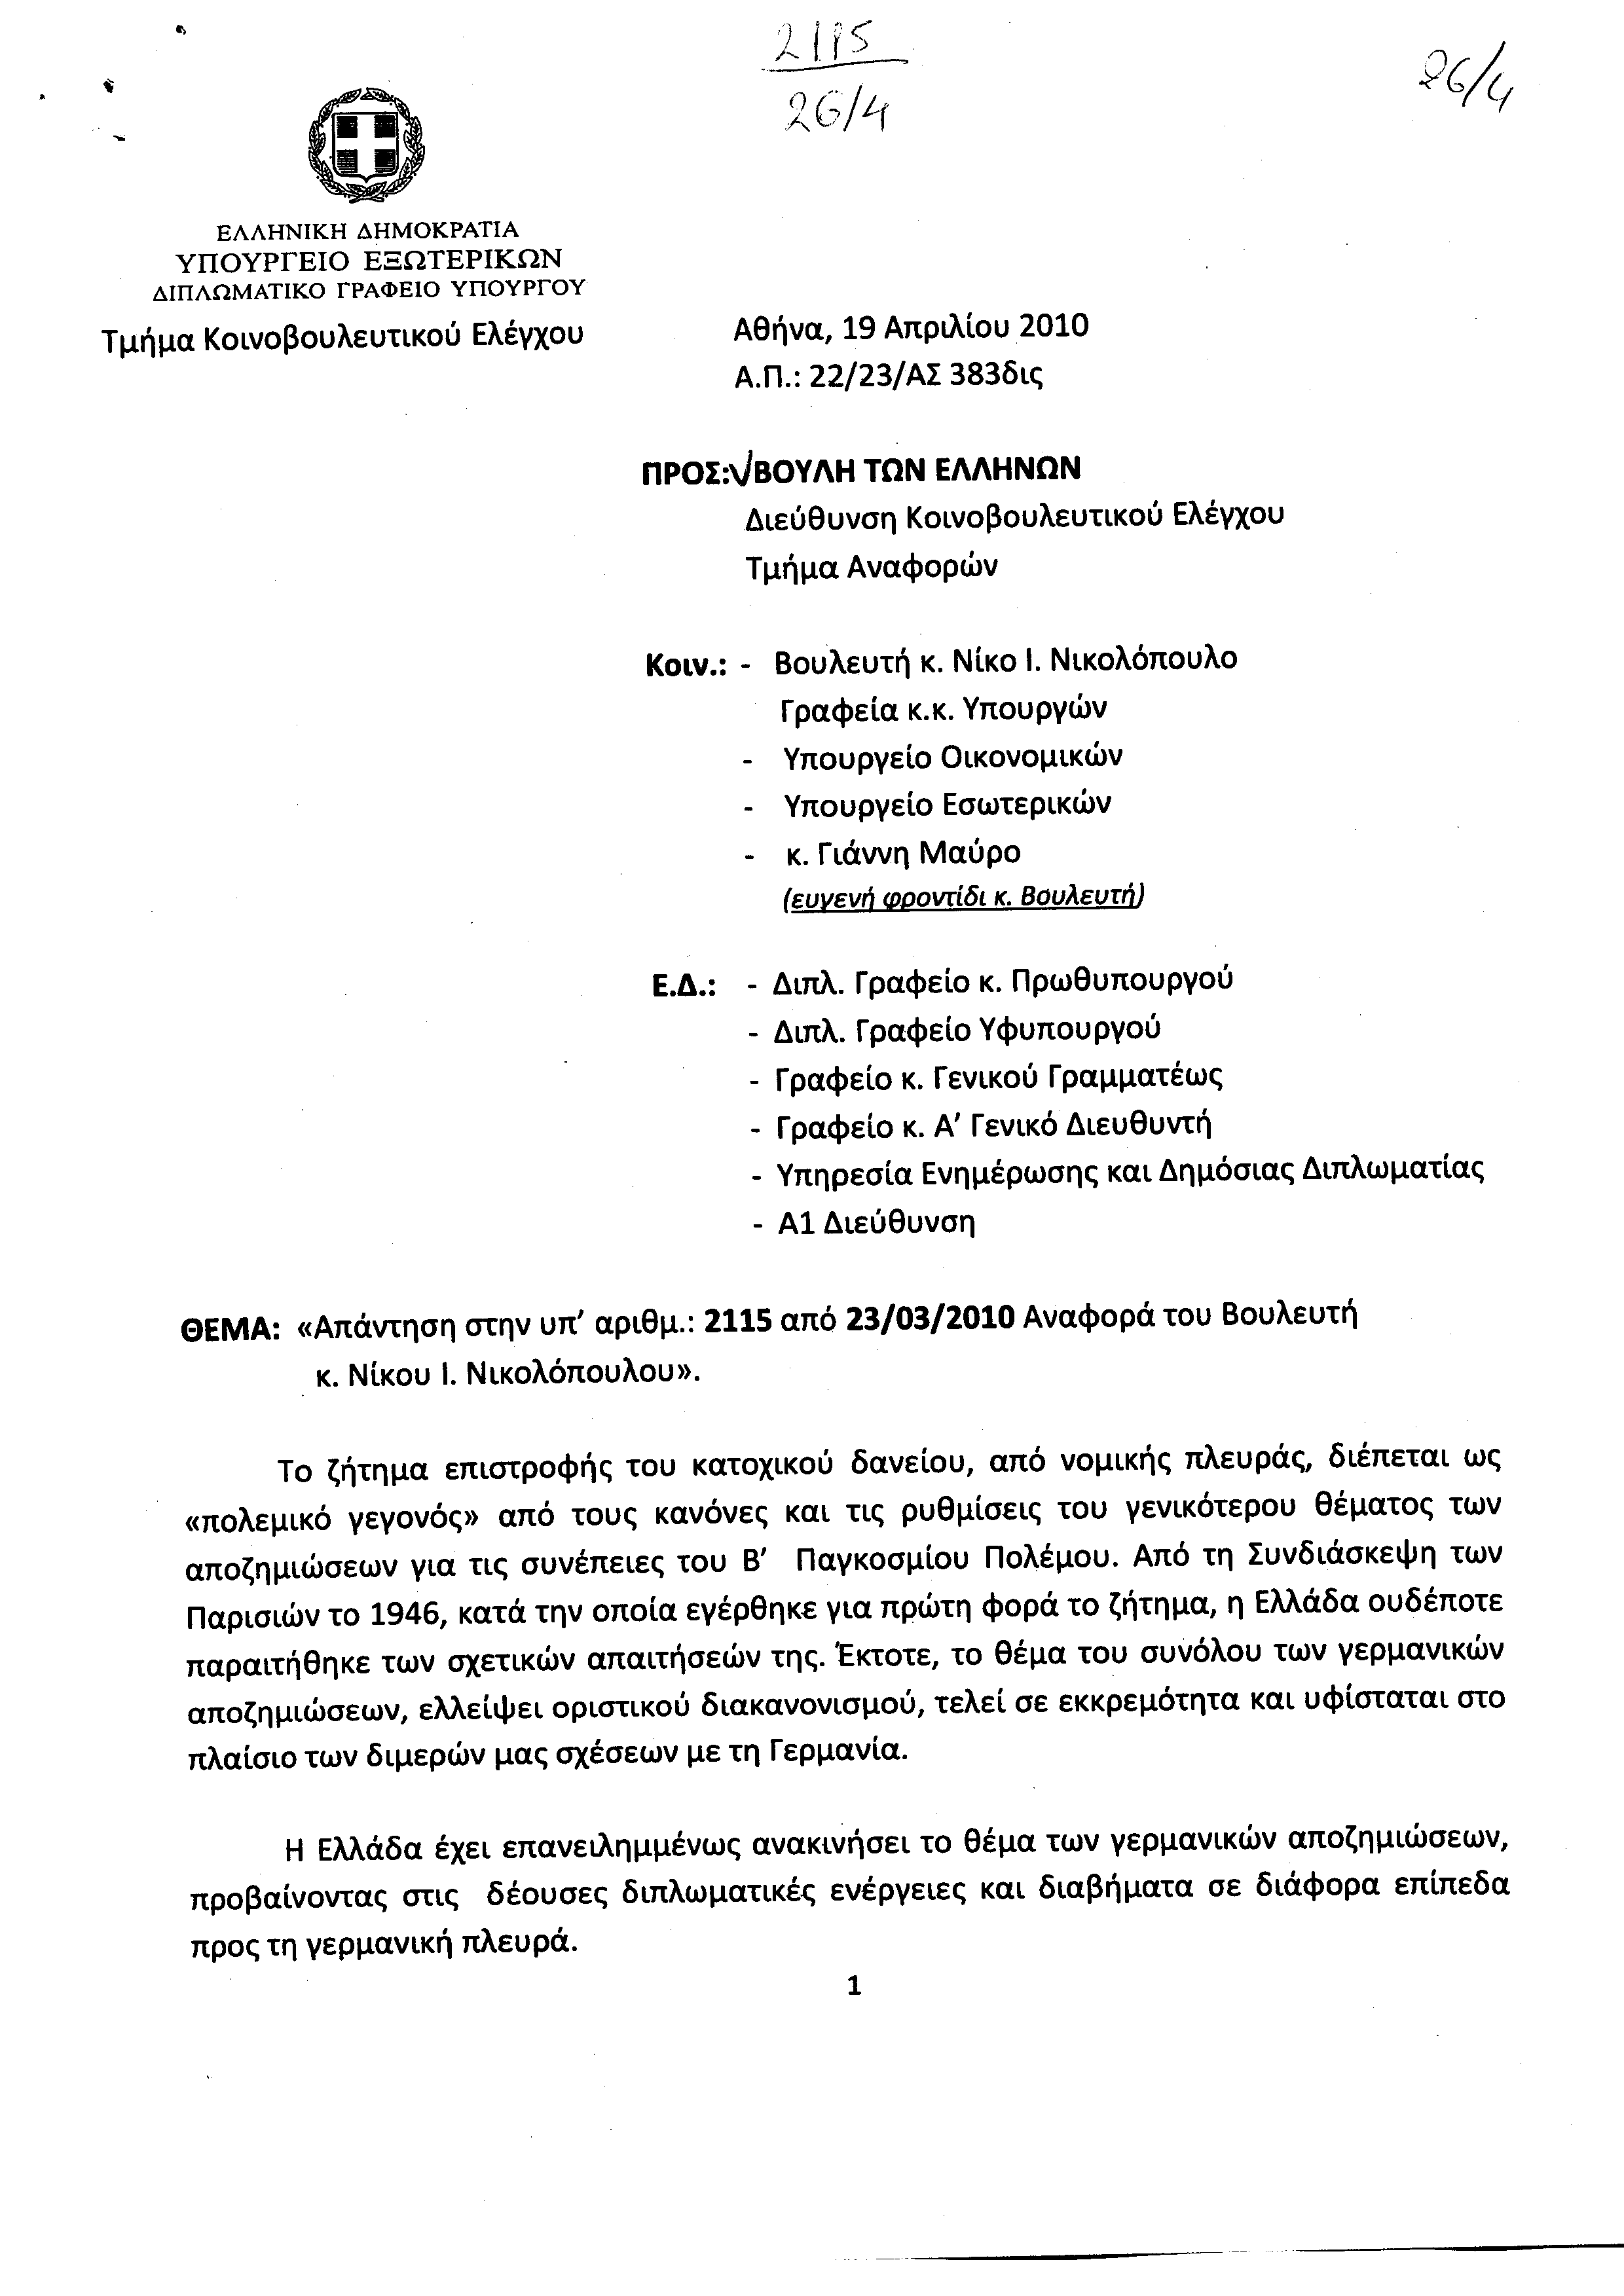 2115
26/4
26/4
ΕΛΛΗΝΙΚΗ ΔΗΜΟΚΡΑΤΙΑ
ΥΠΟΥΡΓΕΙΟ ΕΞΩΤΕΡΙΚΩΝ
ΔΙΠΛΩΜΑΤΙΚΟ ΓΡΑΦΕΙΟ ΥΠΟΥΡΓΟΥ
Τμήμα Κοινοβουλευτικού Ελέγχου
Αθήνα, 19 Απριλίου 2010
Α.Π.: 22/23/ΑΣ 383δις
ΠΡΟΣ:√ΒΟΥΛΗ ΤΩΝ ΕΛΛΗΝΩΝ
Διεύθυνση Κοινοβουλευτικού Ελέγχου
Τμήμα Αναφορών
Κοιν.: - Βουλευτή κ. Νίκο Ι. Νικολόπουλο
Γραφεία κ.κ. Υπουργών
- Υπουργείο Οικονομικών
- Υπουργείο Εσωτερικών
- κ. Γιάννη Μαύρο
(ευγενή φροντίδι κ. Βουλευτή)
Ε.Δ.: - Διπλ. Γραφείο κ. Πρωθυπουργού
- Διπλ. Γραφείο Υφυπουργού
- Γραφείο κ. Γενικού Γραμματέως
- Γραφείο κ. Α’ Γενικό Διευθυντή
- Υπηρεσία Ενημέρωσης και Δημόσιας Διπλωματίας
- Α1 Διεύθυνση
ΘΕΜΑ: «Απάντηση στην υπ’ αριθμ.: 2115 από 23/03/2010 Αναφορά του Βουλευτή
κ. Νίκου Ι. Νικολόπουλου».
Το ζήτημα επιστροφής του κατοχικού δανείου, από νομικής πλευράς, διέπεται ως
«πολεμικό γεγονός» από τους κανόνες και τις ρυθμίσεις του γενικότερου θέματος των
αποζημιώσεων για τις συνέπειες του Β’ Παγκοσμίου Πολέμου. Από τη Συνδιάσκεψη των
Παρισιών το 1946, κατά την οποία εγέρθηκε για πρώτη φορά το ζήτημα, η Ελλάδα ουδέποτε
παραιτήθηκε των σχετικών απαιτήσεών της. Έκτοτε, το θέμα του συνόλου των γερμανικών
αποζημιώσεων, ελλείψει οριστικού διακανονισμού, τελεί σε εκκρεμότητα και υφίσταται στο
πλαίσιο των διμερών μας σχέσεων με τη Γερμανία.
Η Ελλάδα έχει επανειλημμένως ανακινήσει το θέμα των γερμανικών αποζημιώσεων,
προβαίνοντας στις δέουσες διπλωματικές ενέργειες και διαβήματα σε διάφορα επίπεδα
προς τη γερμανική πλευρά.
1